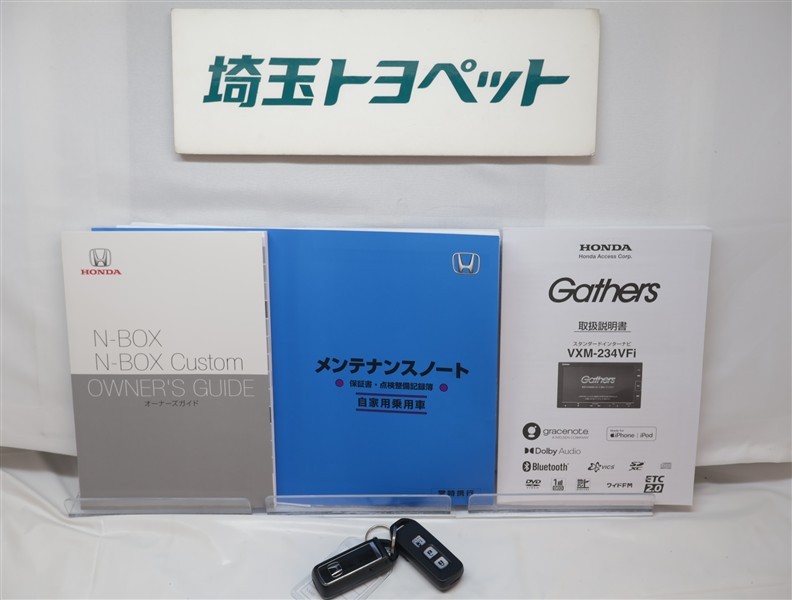 埼玉トヨペット
HONDA
N-BOX
N-BOX Custom
OWNER'S GUIDE
オーナーズガイド
メンテナンスノート
保証書・点検整備記録簿
自家用乗用車
HONDA
Honda Access Corp.
Gathers
取扱説明書
スタンダードインターナビ
VXM-234VFi
Gathers
gracenote
iPhone | iPod
Dolby Audio
Bluetooth
VICS
SD XC
DVD
1seg
ワイドFM
ETC 2.0